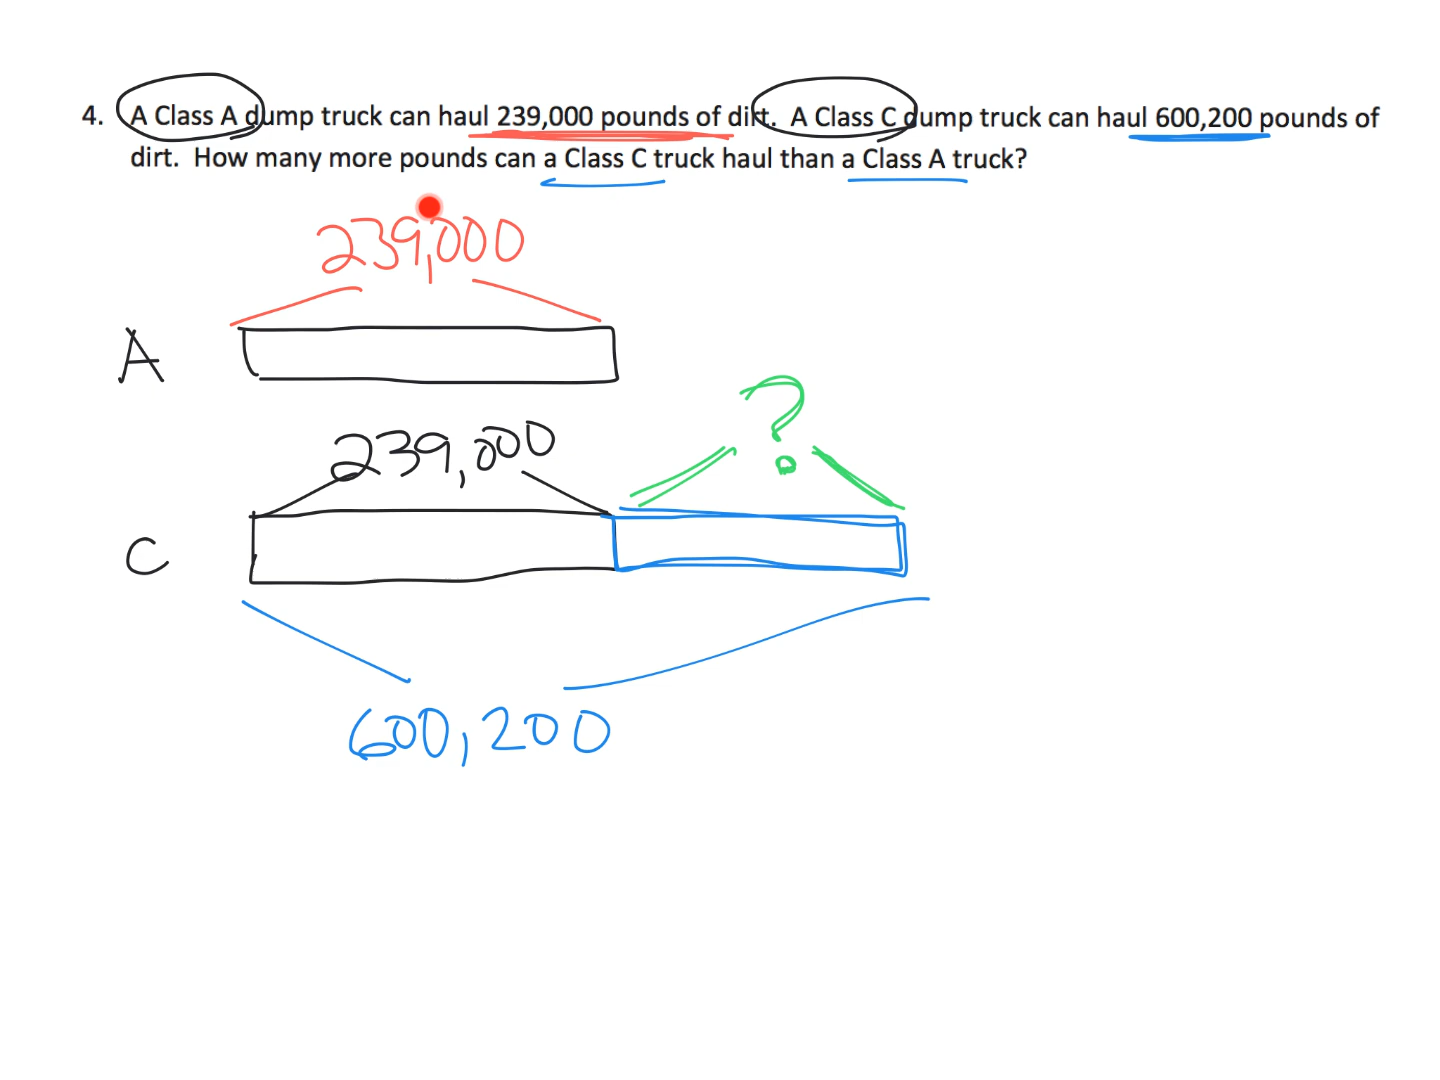 4. A Class A dump truck can haul 239,000 pounds of dirt. A Class C dump truck can haul 600,200 pounds of
dirt. How many more pounds can a Class C truck haul than a Class A truck?
239,000
A
?
239,000
C
600,200